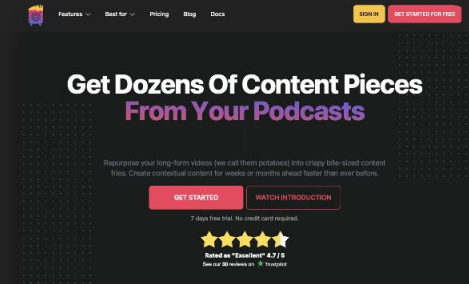 Features
Best for
Pricing
Blog
Docs
SIGN IN
GET STARTED FOR FREE
Get Dozens Of Content Pieces
From Your Podcasts
Repurpose your long-form videos (we call them potatoes) into crispy bite-sized content
fries. Create contextual content for weeks or months ahead faster than ever before.
GET STARTED
WATCH INTRODUCTION
7 days free trial. No credit card required.
Rated as "Excellent" 4.7 / 5
See our 30 reviews on Trustpilot